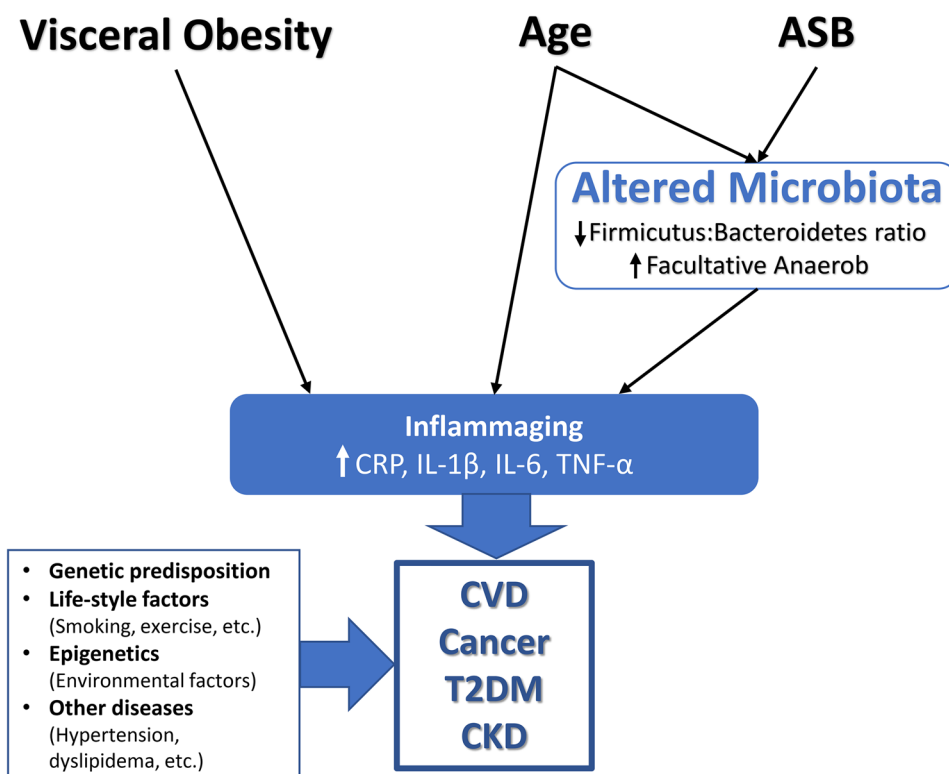 Visceral Obesity
Age
ASB
Altered Microbiota
↓Firmicutus:Bacteroidetes ratio
↑Facultative Anaerob
Inflammaging
↑CRP, IL-1β, IL-6, TNF-α
• Genetic predisposition
• Life-style factors
(Smoking, exercise, etc.)
• Epigenetics
(Environmental factors)
• Other diseases
(Hypertension,
dyslipidema, etc.)
CVD
Cancer
T2DM
CKD